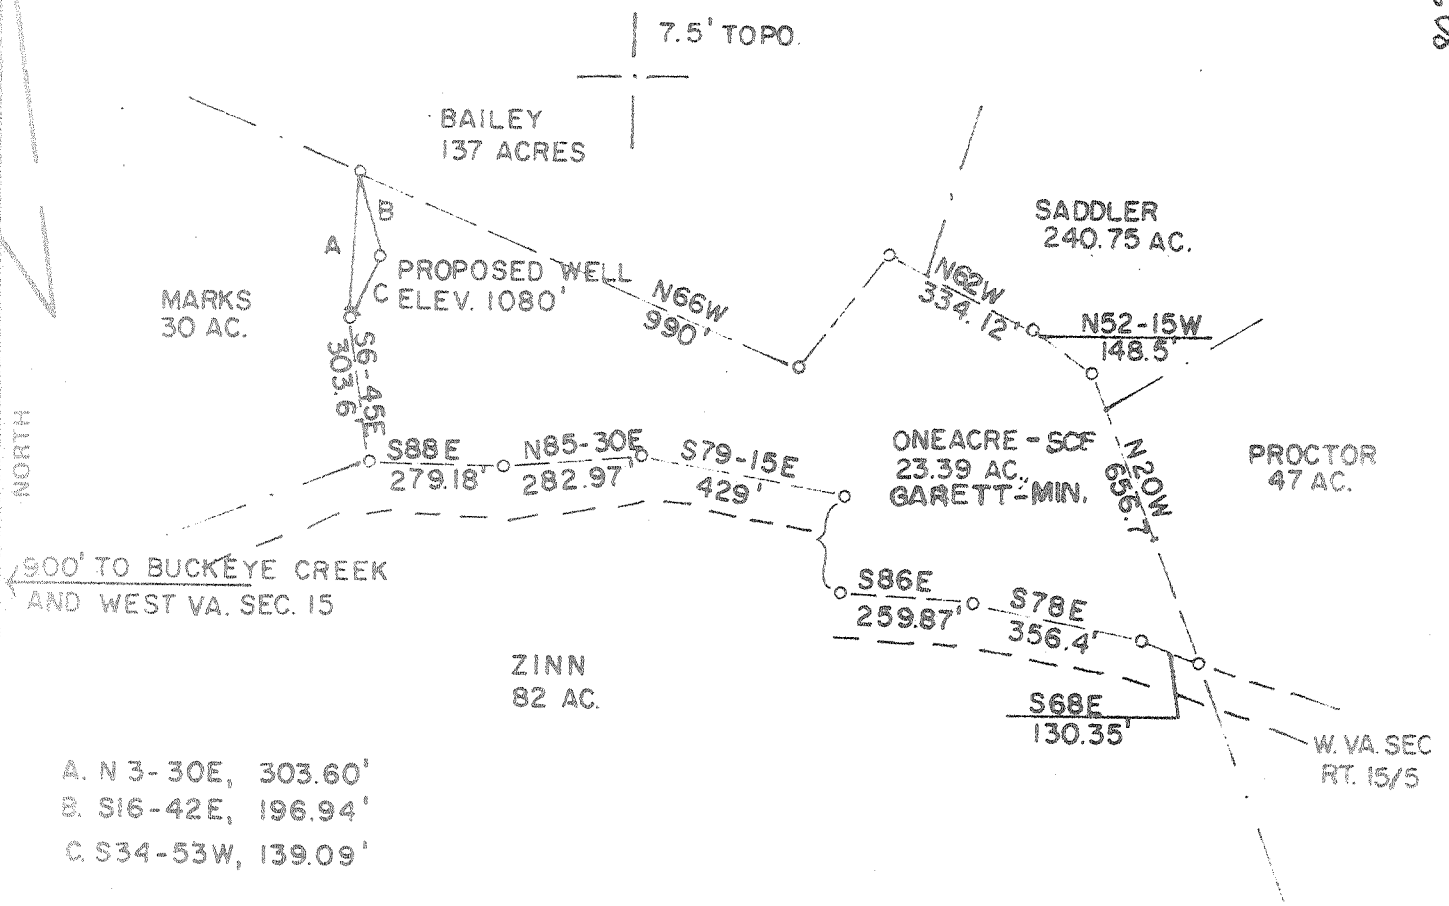 7.5' TOPO.
BAILEY
137 ACRES
SADDLER
240.75 AC.
B
A
C
PROPOSED WELL
ELEV. 1080'
MARKS
30 AC.
N66W
990'
N62W
334.12'
N52-15W
148.5'
S6-45E
303.6'
S88E
279.18'
N85-30E
282.97'
S79-15E
429'
ONEACRE-SCF
23.39 AC.
GARETT-MIN.
N20W
656.7'
PROCTOR
47 AC.
NORTH
900' TO BUCKEYE CREEK
AND WEST VA. SEC. 15
S86E
259.87'
S78E
356.4'
ZINN
82 AC.
S68E
130.35'
W. VA. SEC
RT. 15/5
A. N 3-30E, 303.60'
B. S16-42E, 196.94'
C. S34-53W, 139.09'